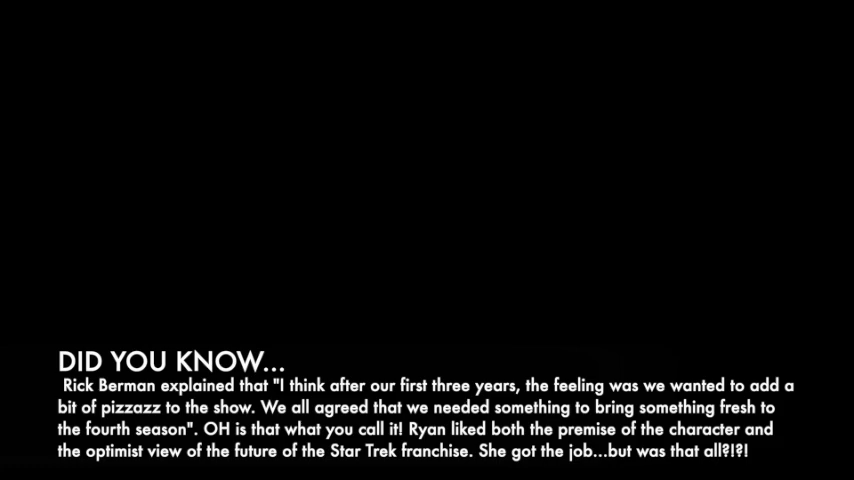 DID YOU KNOW...
Rick Berman explained that "I think after our first three years, the feeling was we wanted to add a
bit of pizzazz to the show. We all agreed that we needed something to bring something fresh to
the fourth season". OH is that what you call it! Ryan liked both the premise of the character and
the optimist view of the future of the Star Trek franchise. She got the job...but was that all?!?!